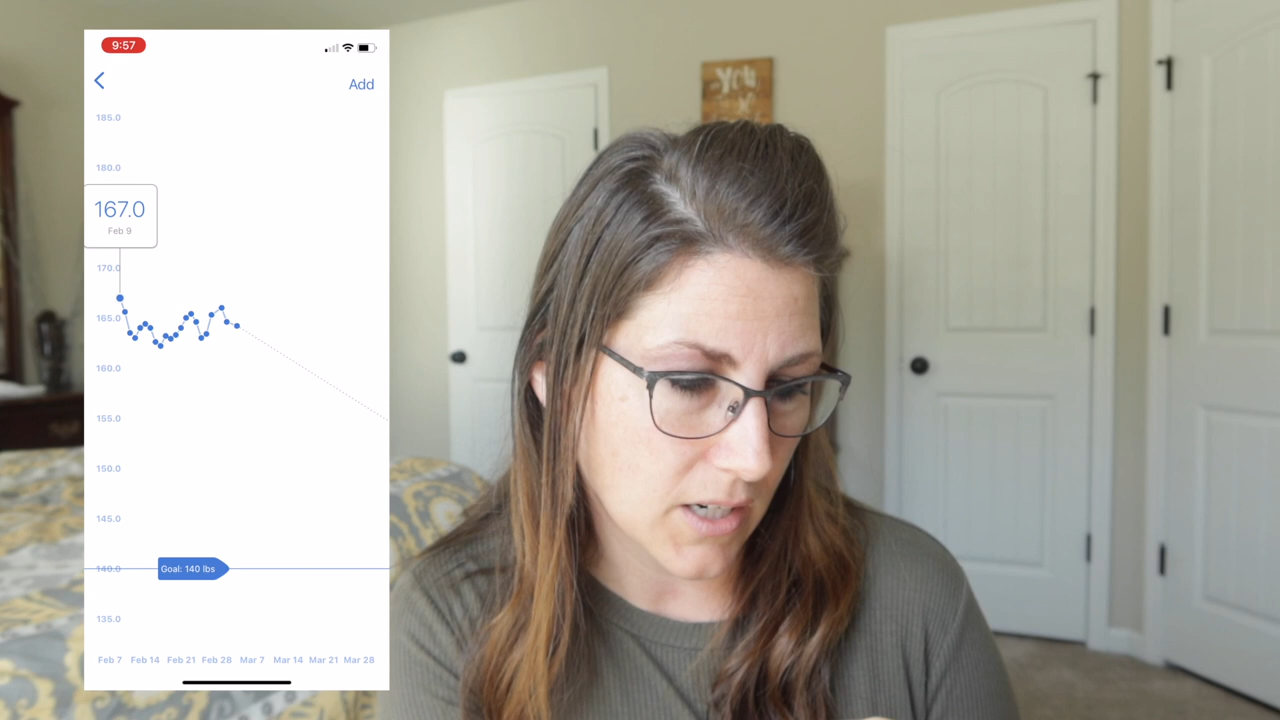 9:57
Add
185.0
180.0
167.0
Feb 9
170.0
165.0
160.0
155.0
150.0
145.0
140.0
Goal: 140 lbs
135.0
Feb 7 Feb 14 Feb 21 Feb 28 Mar 7 Mar 14 Mar 21 Mar 28
You